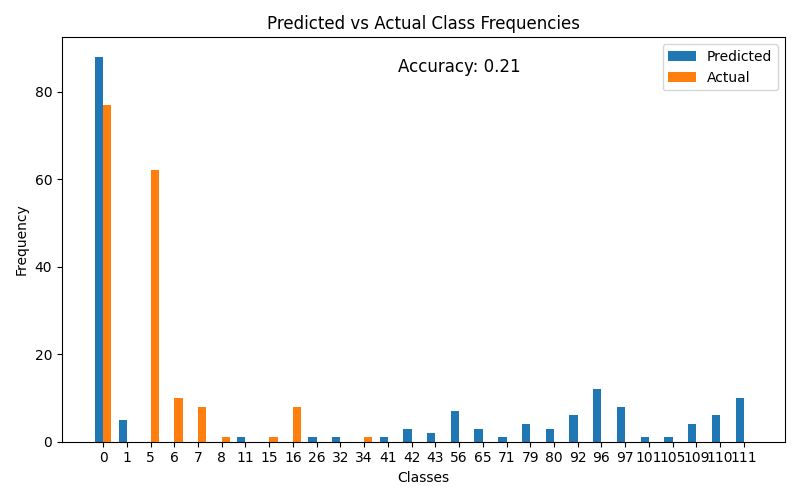 Predicted vs Actual Class Frequencies
Accuracy: 0.21
Predicted
Actual
Frequency
80
60
40
20
0
0 1 5 6 7 8 11 15 16 26 32 34 41 42 43 56 65 71 79 80 92 96 97 101 105 109 110 111
Classes